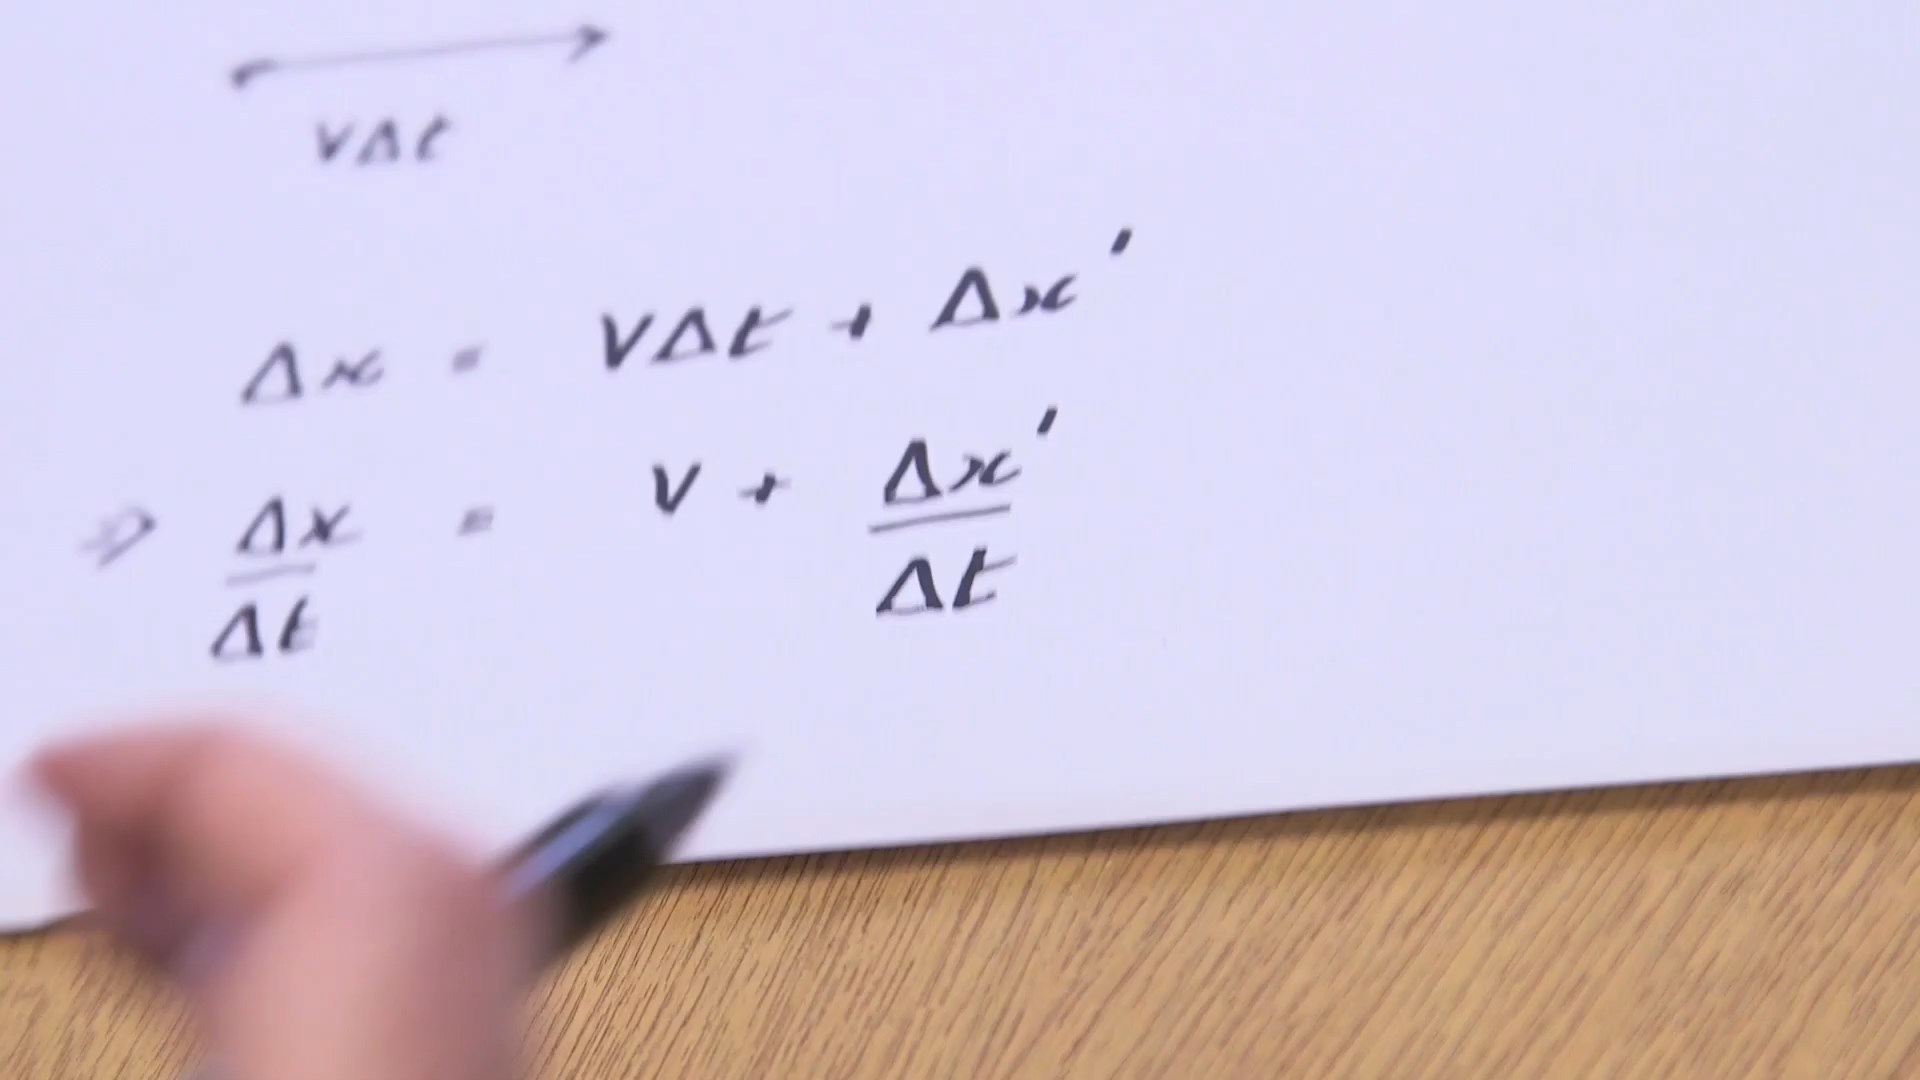 vΔt
Δx = vΔt + Δx'
⇒ Δx/Δt = v + Δx'/Δt